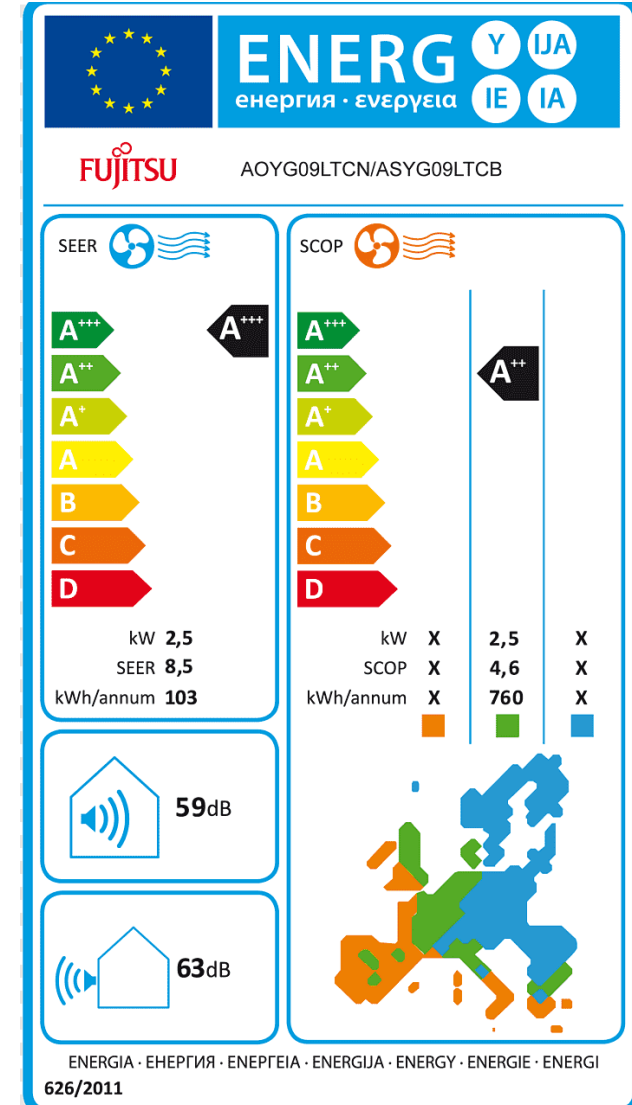 ENERG Y IJA
енергия · ενεργεια IE IA
FUJITSU AOYG09LTCN/ASYG09LTCB
SEER
A+++ A+++
A++
A+
A
B
C
D
kW 2,5
SEER 8,5
kWh/annum 103
SCOP
A+++
A++ A++
A+
A
B
C
D
kW X 2,5 X
SCOP X 4,6 X
kWh/annum X 760 X
59dB
63dB
ENERGIA · ЕНЕРГИЯ · ΕΝΕΡΓΕΙΑ · ENERGIJA · ENERGY · ENERGIE · ENERGI
626/2011